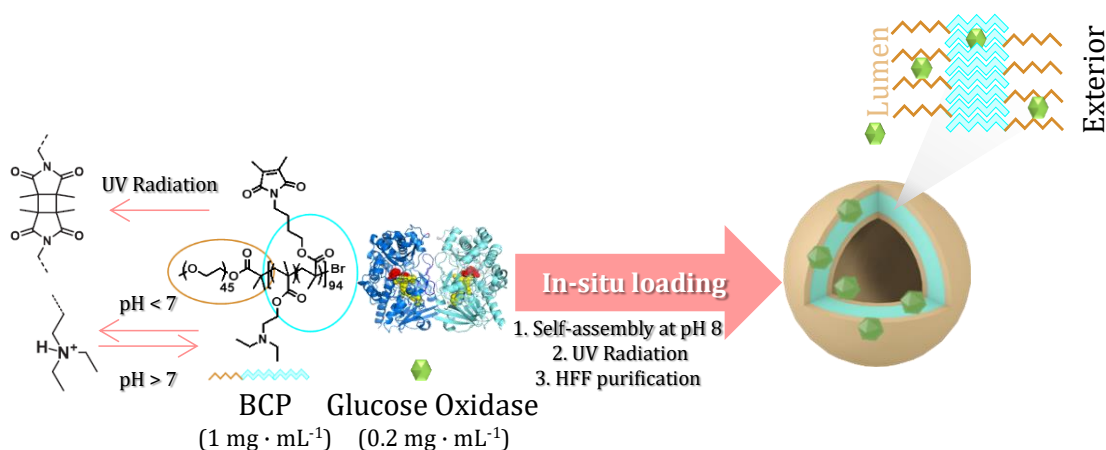 Lumen
Exterior
UV Radiation
O
N
O
O
N
O
O
N
O
O
O
O
O
45
O
Br
94
O
O
N
pH < 7
pH > 7
H
N+
In-situ loading
1. Self-assembly at pH 8
2. UV Radiation
3. HFF purification
BCP
(1 mg · mL-1)
Glucose Oxidase
(0.2 mg · mL-1)